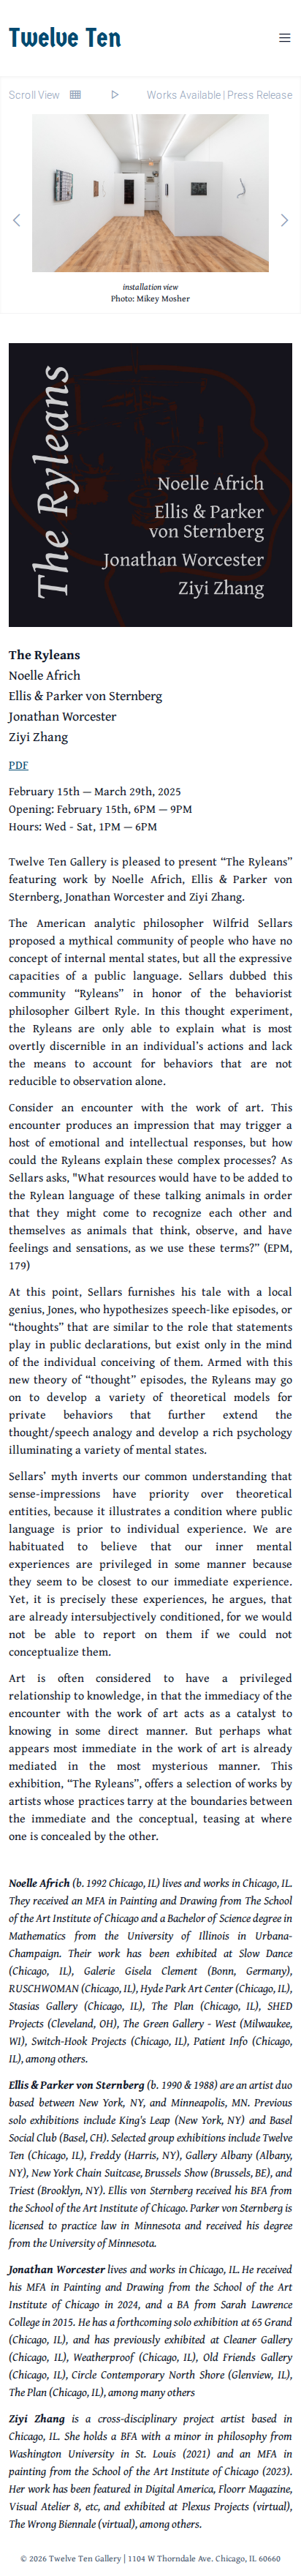 Twelve Ten
Scroll View
Works Available | Press Release
installation view
Photo: Mikey Mosher
The Ryleans
Noelle Africh
Ellis & Parker
von Sternberg
Jonathan Worcester
Ziyi Zhang
The Ryleans
Noelle Africh
Ellis & Parker von Sternberg
Jonathan Worcester
Ziyi Zhang
PDF
February 15th — March 29th, 2025
Opening: February 15th, 6PM — 9PM
Hours: Wed - Sat, 1PM — 6PM
Twelve Ten Gallery is pleased to present “The Ryleans”
featuring work by Noelle Africh, Ellis & Parker von
Sternberg, Jonathan Worcester and Ziyi Zhang.
The American analytic philosopher Wilfrid Sellars
proposed a mythical community of people who have no
concept of internal mental states, but all the expressive
capacities of a public language. Sellars dubbed this
community “Ryleans” in honor of the behaviorist
philosopher Gilbert Ryle. In this thought experiment,
the Ryleans are only able to explain what is most
overtly discernible in an individual’s actions and lack
the means to account for behaviors that are not
reducible to observation alone.
Consider an encounter with the work of art. This
encounter produces an impression that may trigger a
host of emotional and intellectual responses, but how
could the Ryleans explain these complex processes? As
Sellars asks, "What resources would have to be added to
the Rylean language of these talking animals in order
that they might come to recognize each other and
themselves as animals that think, observe, and have
feelings and sensations, as we use these terms?” (EPM,
179)
At this point, Sellars furnishes his tale with a local
genius, Jones, who hypothesizes speech-like episodes, or
“thoughts” that are similar to the role that statements
play in public declarations, but exist only in the mind
of the individual conceiving of them. Armed with this
new theory of “thought” episodes, the Ryleans may go
on to develop a variety of theoretical models for
private behaviors that further extend the
thought/speech analogy and develop a rich psychology
illuminating a variety of mental states.
Sellars’ myth inverts our common understanding that
sense-impressions have priority over theoretical
entities, because it illustrates a condition where public
language is prior to individual experience. We are
habituated to believe that our inner mental
experiences are privileged in some manner because
they seem to be closest to our immediate experience.
Yet, it is precisely these experiences, he argues, that
are already intersubjectively conditioned, for we would
not be able to report on them if we could not
conceptualize them.
Art is often considered to have a privileged
relationship to knowledge, in that the immediacy of the
encounter with the work of art acts as a catalyst to
knowing in some direct manner. But perhaps what
appears most immediate in the work of art is already
mediated in the most mysterious manner. This
exhibition, “The Ryleans”, offers a selection of works by
artists whose practices tarry at the boundaries between
the immediate and the conceptual, teasing at where
one is concealed by the other.
Noelle Africh (b. 1992 Chicago, IL) lives and works in Chicago, IL.
They received an MFA in Painting and Drawing from The School
of the Art Institute of Chicago and a Bachelor of Science degree in
Mathematics from the University of Illinois in Urbana-
Champaign. Their work has been exhibited at Slow Dance
(Chicago, IL), Galerie Gisela Clement (Bonn, Germany),
RUSCHWOMAN (Chicago, IL), Hyde Park Art Center (Chicago, IL),
Stasias Gallery (Chicago, IL), The Plan (Chicago, IL), SHED
Projects (Cleveland, OH), The Green Gallery - West (Milwaukee,
WI), Switch-Hook Projects (Chicago, IL), Patient Info (Chicago,
IL), among others.
Ellis & Parker von Sternberg (b. 1990 & 1988) are an artist duo
based between New York, NY, and Minneapolis, MN. Previous
solo exhibitions include King's Leap (New York, NY) and Basel
Social Club (Basel, CH). Selected group exhibitions include Twelve
Ten (Chicago, IL), Freddy (Harris, NY), Gallery Albany (Albany,
NY), New York Chain Suitcase, Brussels Show (Brussels, BE), and
Triest (Brooklyn, NY). Ellis von Sternberg received his BFA from
the School of the Art Institute of Chicago. Parker von Sternberg is
licensed to practice law in Minnesota and received his degree
from the University of Minnesota.
Jonathan Worcester lives and works in Chicago, IL. He received
his MFA in Painting and Drawing from the School of the Art
Institute of Chicago in 2024, and a BA from Sarah Lawrence
College in 2015. He has a forthcoming solo exhibition at 65 Grand
(Chicago, IL), and has previously exhibited at Cleaner Gallery
(Chicago, IL), Weatherproof (Chicago, IL), Old Friends Gallery
(Chicago, IL), Circle Contemporary North Shore (Glenview, IL),
The Plan (Chicago, IL), among many others
Ziyi Zhang is a cross-disciplinary project artist based in
Chicago, IL. She holds a BFA with a minor in philosophy from
Washington University in St. Louis (2021) and an MFA in
painting from the School of the Art Institute of Chicago (2023).
Her work has been featured in Digital America, Floorr Magazine,
Visual Atelier 8, etc, and exhibited at Plexus Projects (virtual),
The Wrong Biennale (virtual), among others.
© 2026 Twelve Ten Gallery | 1104 W Thorndale Ave. Chicago, IL 60660